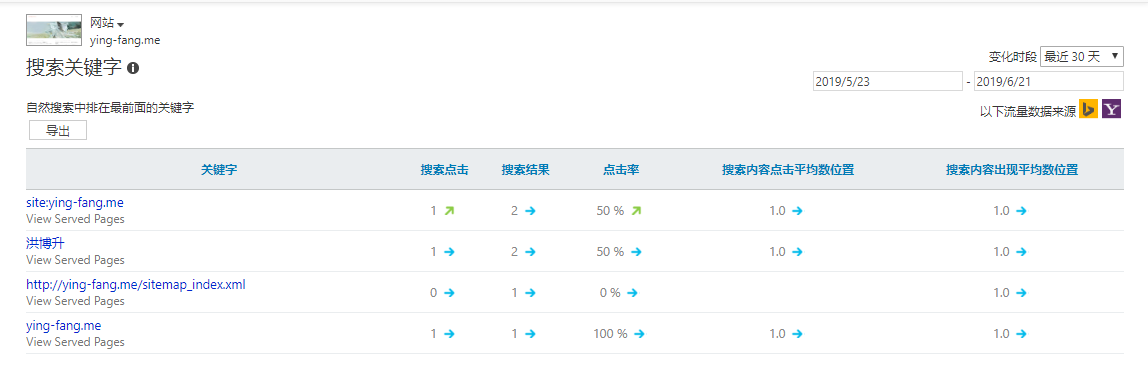 网站
ying-fang.me
搜索关键字
变化时段 最近 30 天
2019/5/23 - 2019/6/21
自然搜索中排在最前面的关键字
以下流量数据来源
导出
关键字 搜索点击 搜索结果 点击率 搜索内容点击平均数位置 搜索内容出现平均数位置
site:ying-fang.me 1 2 50 % 1.0 1.0
View Served Pages
洪博升 1 2 50 % 1.0 1.0
View Served Pages
http://ying-fang.me/sitemap_index.xml 0 1 0 % 1.0
View Served Pages
ying-fang.me 1 1 100 % 1.0 1.0
View Served Pages